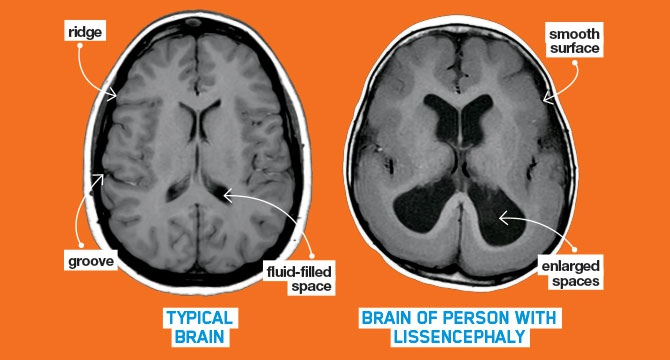 ridge
groove
fluid-filled
space
TYPICAL
BRAIN
smooth
surface
enlarged
spaces
BRAIN OF PERSON WITH
LISSENCEPHALY